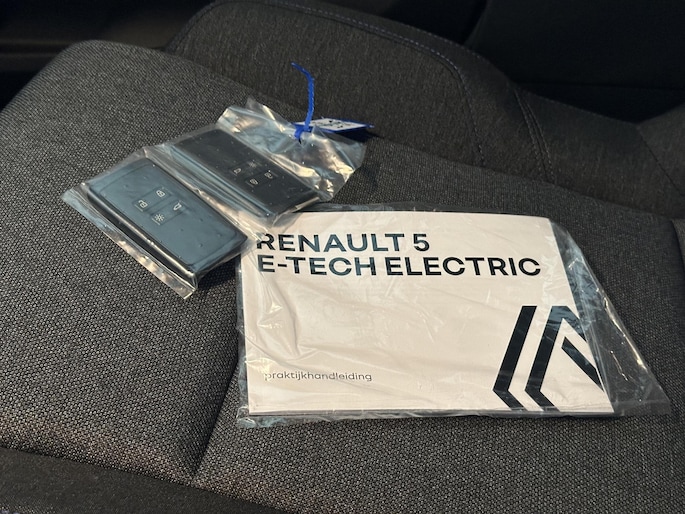 RENAULT 5
E-TECH ELECTRIC
praktijkhandleiding